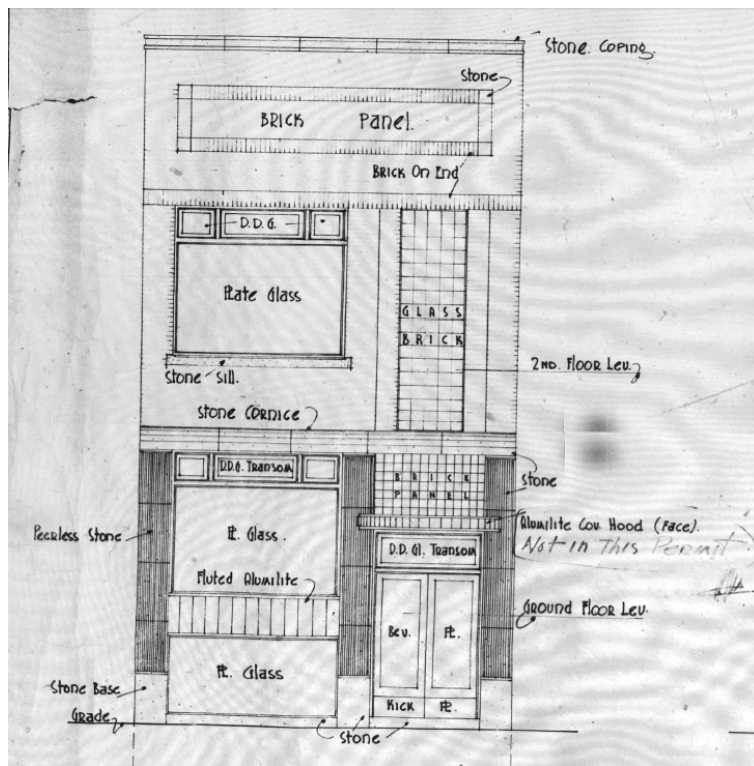 Stone. Coping.
Stone
BRICK Panel.
BRICK On End
D.D.G.
Plate Glass
GLASS
BRICK
2ND. FLOOR LEV.
Stone Sill.
Stone CORNICE
D.D.G. Transom
BRICK
PANEL
Stone
Peerless Stone
PL. Glass.
Alumilite Cov. Hood (Face).
Not in This Permit
D.D. Gl. Transom
Fluted Alumilite
Bev. PL.
GROUND FLOOR LEV.
PL. Glass
Stone Base
KICK PL.
Grade
Stone